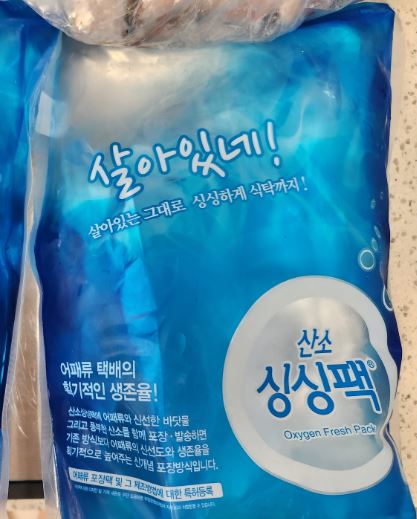 살아있네!
살아있는 그대로 싱싱하게 식탁까지!
산소
싱싱팩®
Oxygen Fresh Pack
어패류 택배의
획기적인 생존율!
산소싱싱팩에, 어패류와 신선한 바닷물
그리고 풍부한 산소를 함께 포장·발송하면
기존 방식보다 어패류의 신선도와 생존율을
획기적으로 높여주는 신개념 포장방식입니다.
어패류 포장팩 및 그 제조방법에 대한 특허등록